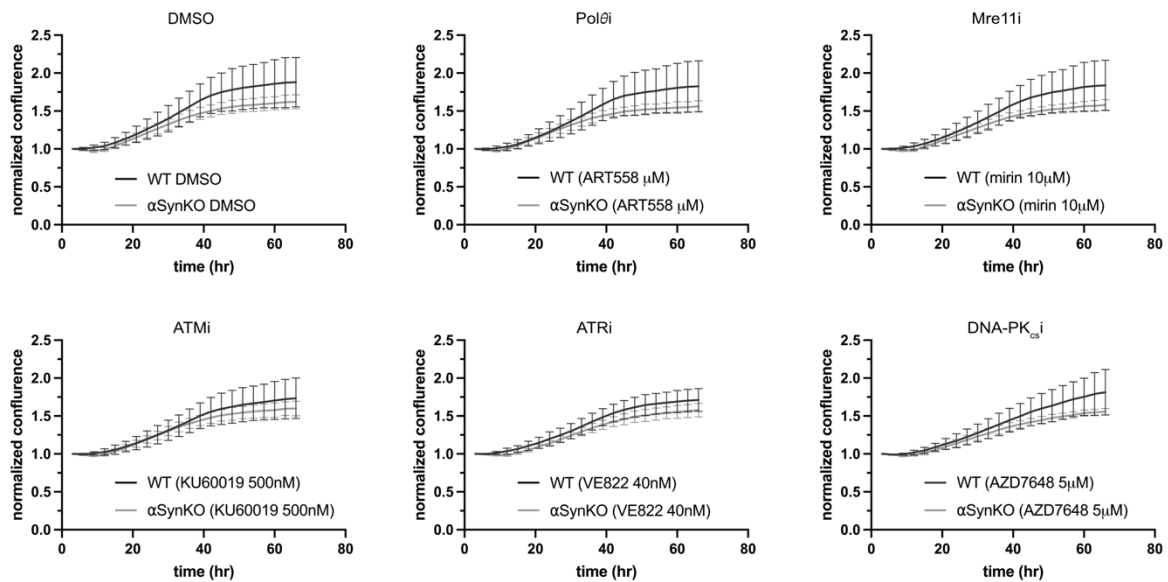 DMSO
normalized conflurence
2.5
2.0
1.5
1.0
0.5
0.0
WT DMSO
αSynKO DMSO
0 20 40 60 80
time (hr)
Polθi
normalized conflurence
2.5
2.0
1.5
1.0
0.5
0.0
WT (ART558 μM)
αSynKO (ART558 μM)
0 20 40 60 80
time (hr)
Mre11i
normalized conflurence
2.5
2.0
1.5
1.0
0.5
0.0
WT (mirin 10μM)
αSynKO (mirin 10μM)
0 20 40 60 80
time (hr)
ATMi
normalized conflurence
2.5
2.0
1.5
1.0
0.5
0.0
WT (KU60019 500nM)
αSynKO (KU60019 500nM)
0 20 40 60 80
time (hr)
ATRi
normalized conflurence
2.5
2.0
1.5
1.0
0.5
0.0
WT (VE822 40nM)
αSynKO (VE822 40nM)
0 20 40 60 80
time (hr)
DNA-PKcsi
normalized conflurence
2.5
2.0
1.5
1.0
0.5
0.0
WT (AZD7648 5μM)
αSynKO (AZD7648 5μM)
0 20 40 60 80
time (hr)